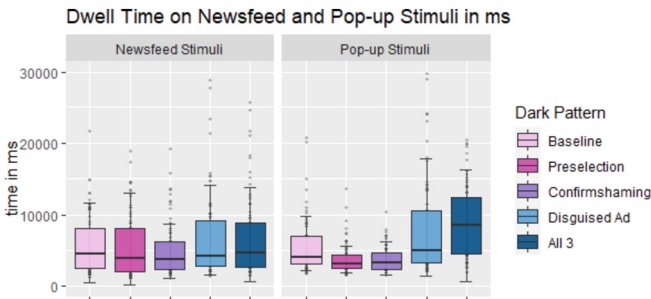 Dwell Time on Newsfeed and Pop-up Stimuli in ms
Newsfeed Stimuli
Pop-up Stimuli
time in ms
30000
20000
10000
0
Dark Pattern
Baseline
Preselection
Confirmshaming
Disguised Ad
All 3